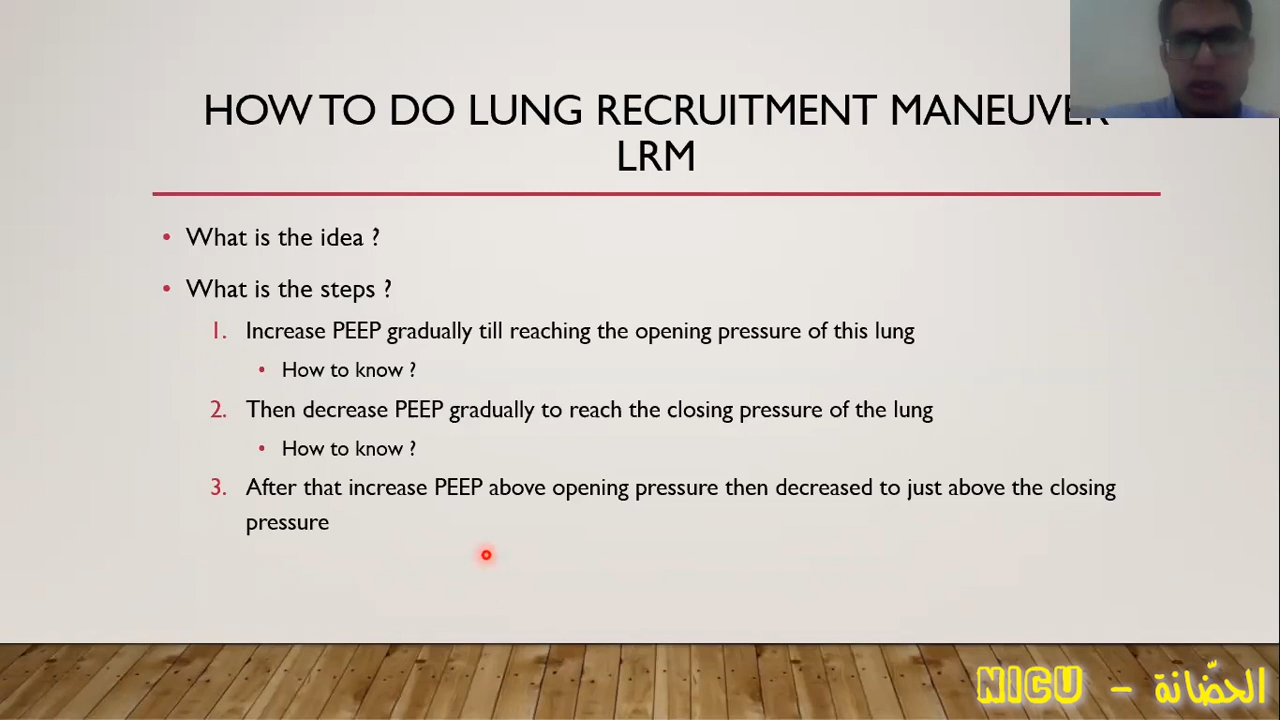 HOW TO DO LUNG RECRUITMENT MANEUVER
LRM
• What is the idea ?
• What is the steps ?
1. Increase PEEP gradually till reaching the opening pressure of this lung
• How to know ?
2. Then decrease PEEP gradually to reach the closing pressure of the lung
• How to know ?
3. After that increase PEEP above opening pressure then decreased to just above the closing
pressure
NICU – الحضّانة